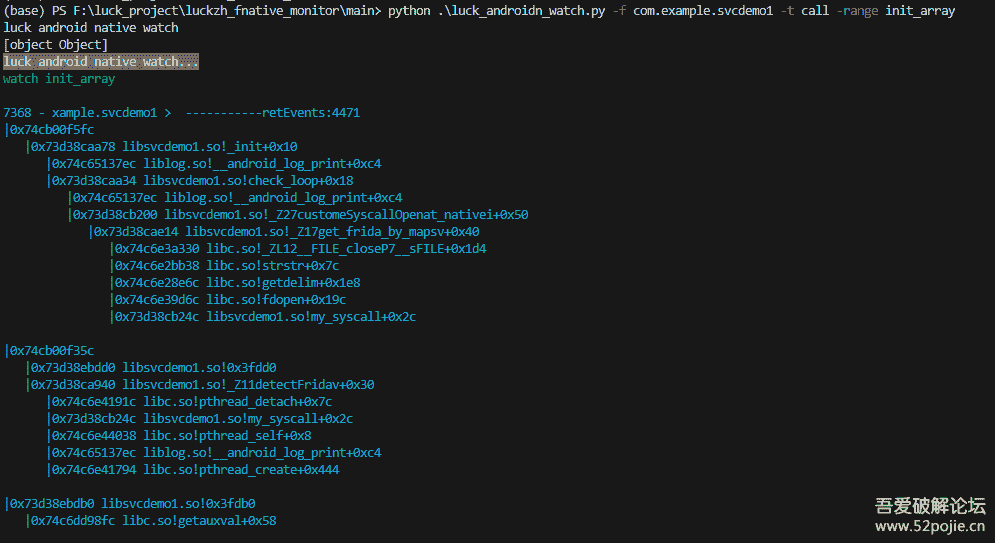 (base) PS F:\luck_project\luckzh_fnative_monitor\main> python .\luck_androidn_watch.py -f com.example.svcdemo1 -t call -range init_array
luck android native watch
[object Object]
luck android native watch...
watch init_array
7368 - xample.svcdemo1 >  -----------retEvents:4471
|0x74cb00f5fc
|0x73d38caa78 libsvcdemo1.so!_init+0x10
|0x74c65137ec liblog.so!__android_log_print+0xc4
|0x73d38caa34 libsvcdemo1.so!check_loop+0x18
|0x74c65137ec liblog.so!__android_log_print+0xc4
|0x73d38cb200 libsvcdemo1.so!_Z27customeSyscallOpenat_nativei+0x50
|0x73d38cae14 libsvcdemo1.so!_Z17get_frida_by_mapsv+0x40
|0x74c6e3a330 libc.so!_ZL12__FILE_closeP7__sFILE+0x1d4
|0x74c6e2bb38 libc.so!strstr+0x7c
|0x74c6e28e6c libc.so!getdelim+0x1e8
|0x74c6e39d6c libc.so!fdopen+0x19c
|0x73d38cb24c libsvcdemo1.so!my_syscall+0x2c
|0x74cb00f35c
|0x73d38ebdd0 libsvcdemo1.so!0x3fdd0
|0x73d38ca940 libsvcdemo1.so!_Z11detectFridav+0x30
|0x74c6e4191c libc.so!pthread_detach+0x7c
|0x73d38cb24c libsvcdemo1.so!my_syscall+0x2c
|0x74c6e44038 libc.so!pthread_self+0x8
|0x74c65137ec liblog.so!__android_log_print+0xc4
|0x74c6e41794 libc.so!pthread_create+0x444
|0x73d38ebdb0 libsvcdemo1.so!0x3fdb0
|0x74c6dd98fc libc.so!getauxval+0x58
吾爱破解论坛
www.52pojie.cn